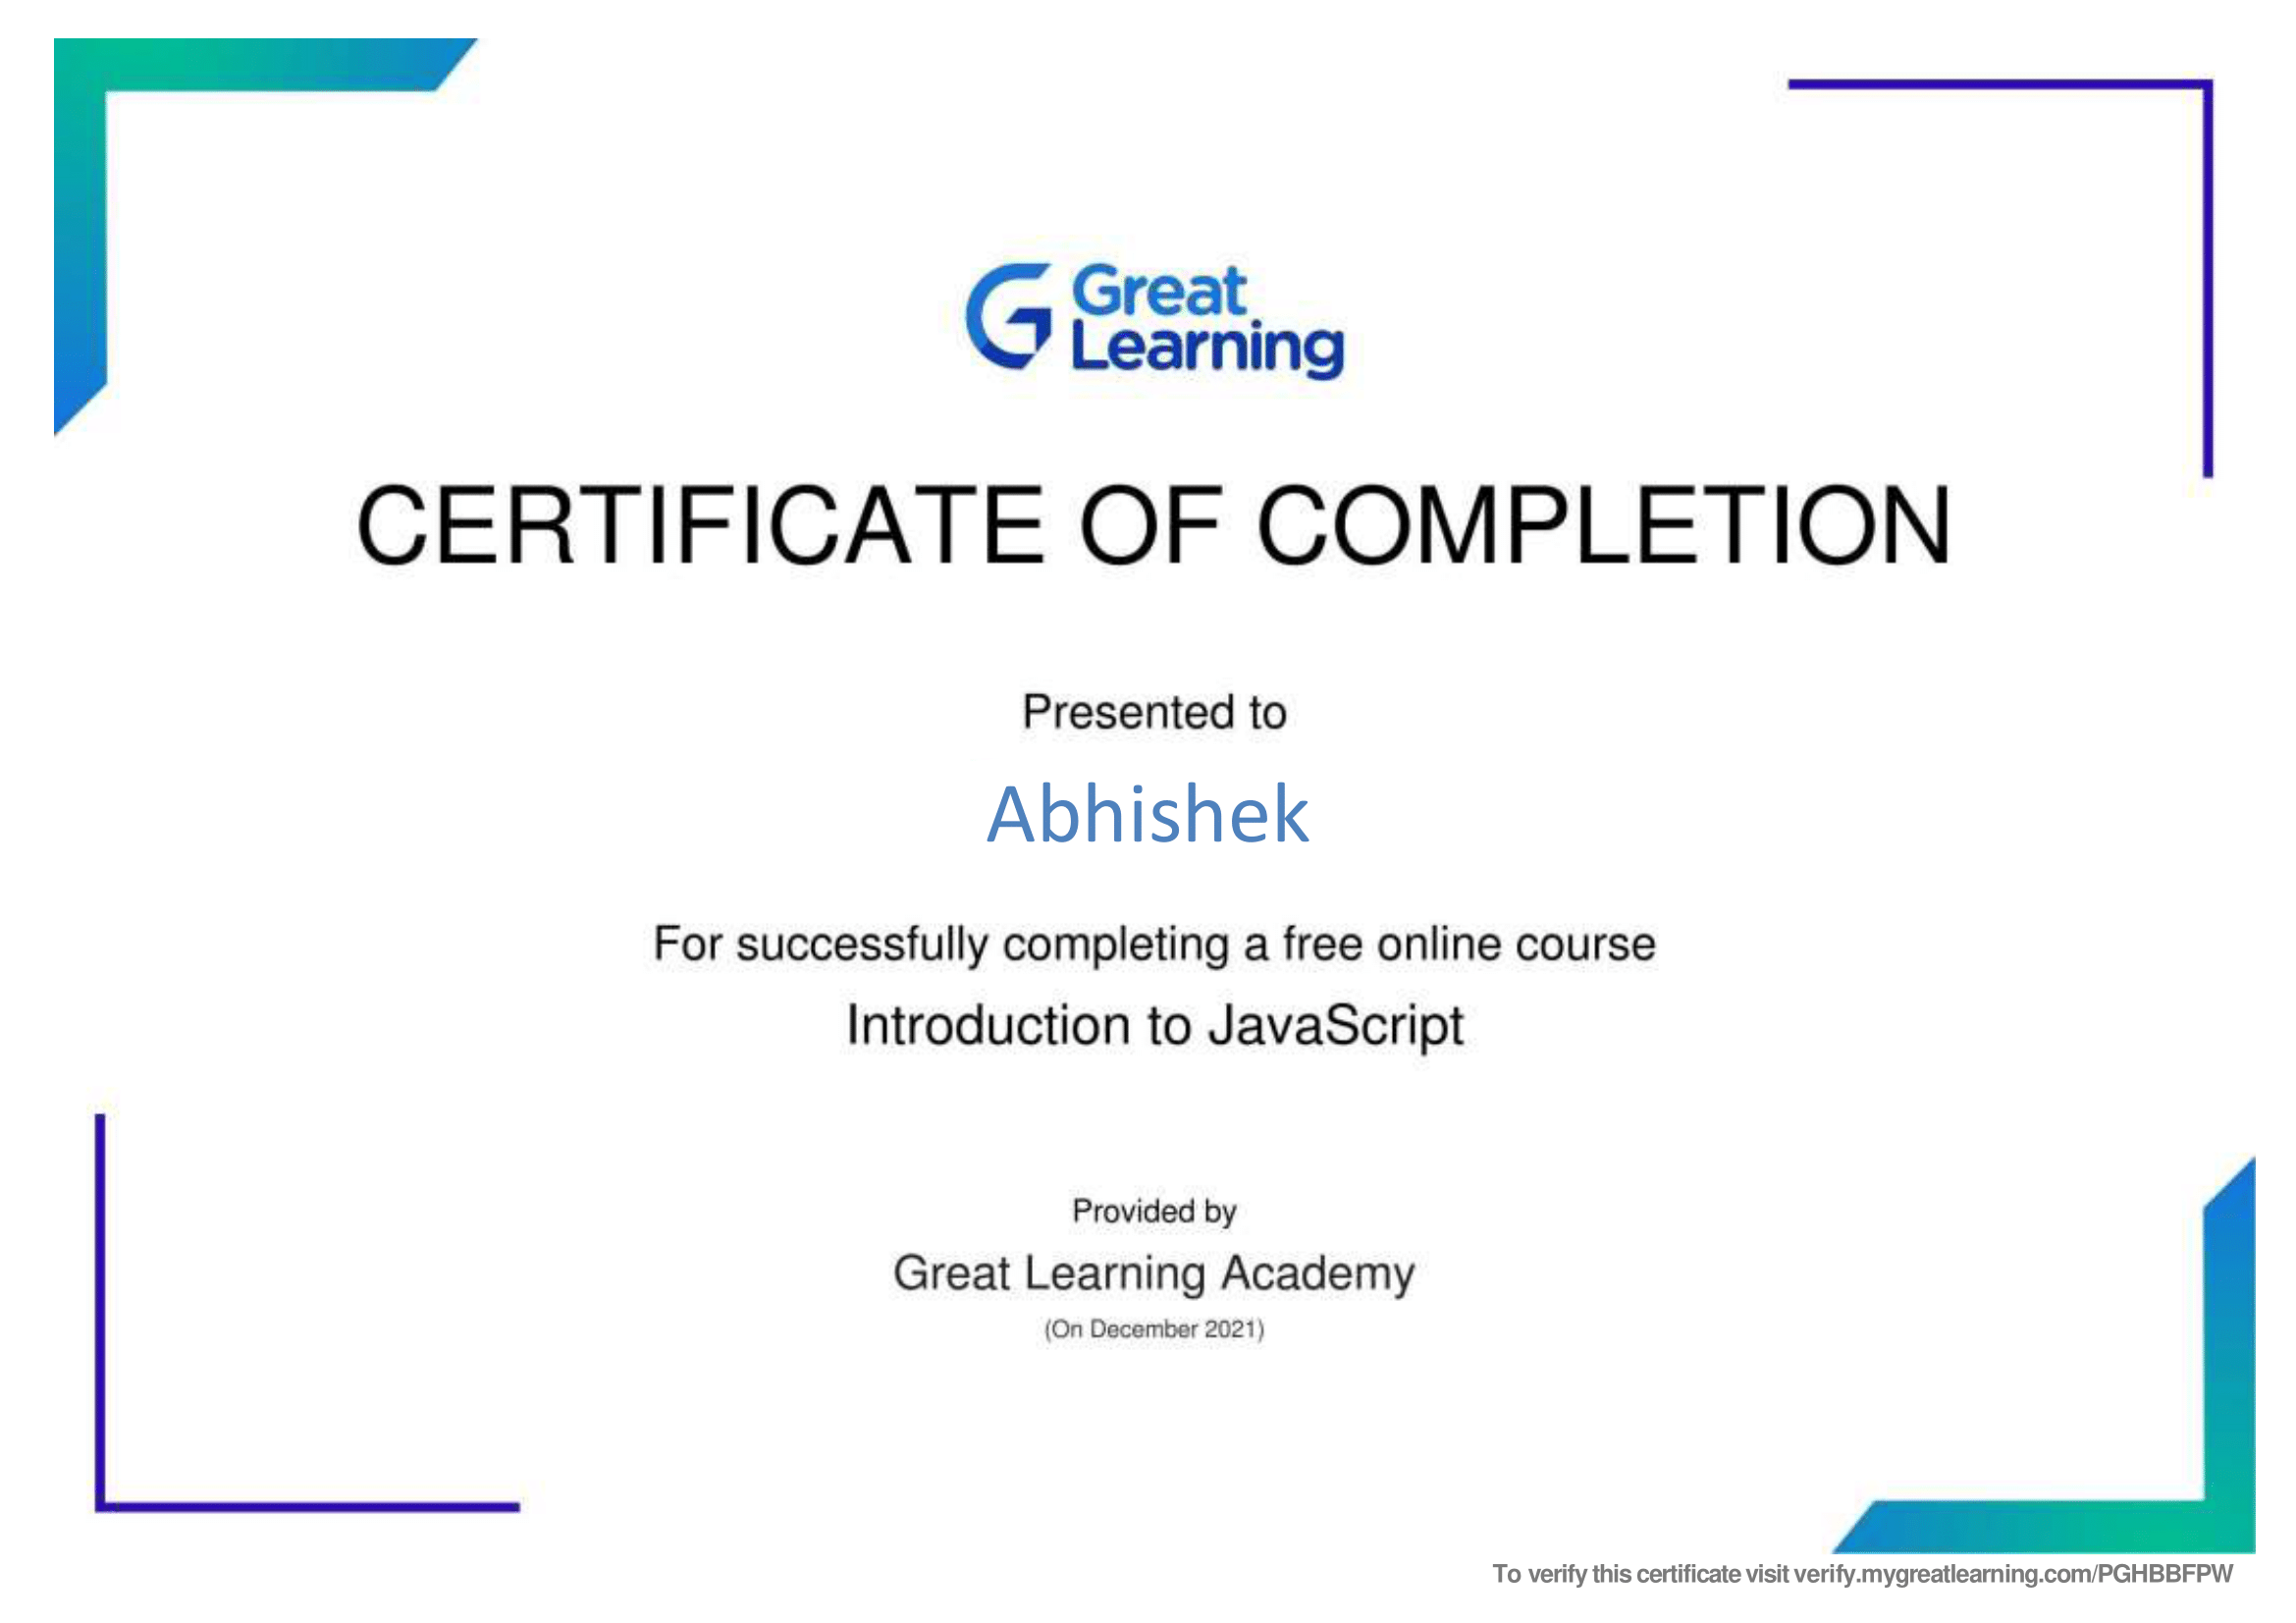 Great
Learning
CERTIFICATE OF COMPLETION
Presented to
Abhishek
For successfully completing a free online course
Introduction to JavaScript
Provided by
Great Learning Academy
(On December 2021)
To verify this certificate visit verify.mygreatlearning.com/PGHBBFPW